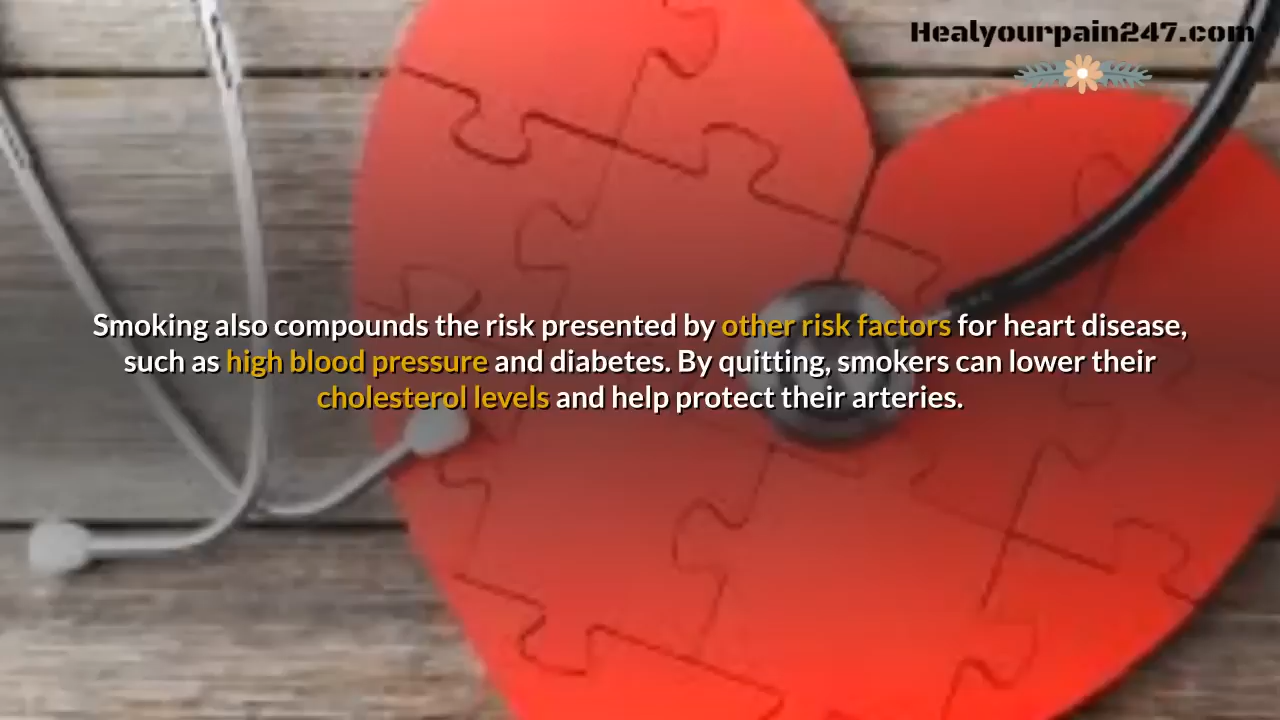 Healyourpain247.com
Smoking also compounds the risk presented by other risk factors for heart disease,
such as high blood pressure and diabetes. By quitting, smokers can lower their
cholesterol levels and help protect their arteries.